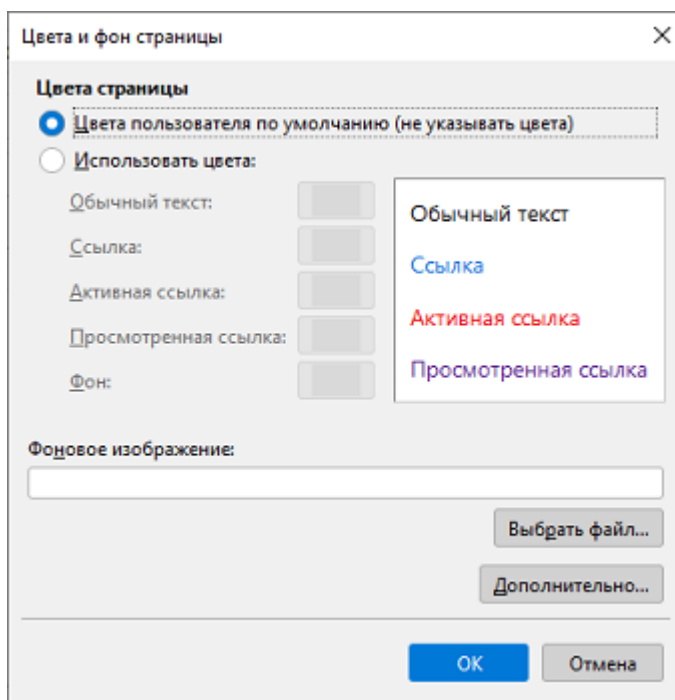 Цвета и фон страницы
Цвета страницы
Цвета пользователя по умолчанию (не указывать цвета)
Использовать цвета:
Обычный текст:
Ссылка:
Активная ссылка:
Просмотренная ссылка:
Фон:
Обычный текст
Ссылка
Активная ссылка
Просмотренная ссылка
Фоновое изображение:
Выбрать файл...
Дополнительно...
ОК
Отмена